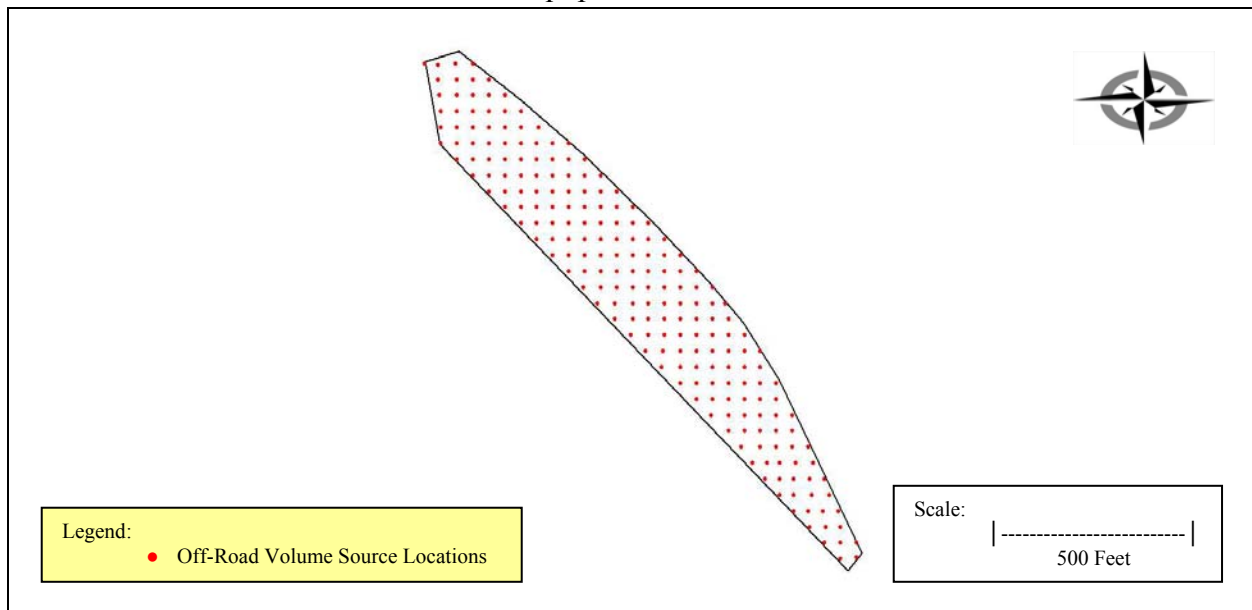 Legend:
Off-Road Volume Source Locations
Scale:
|--------------------------|
500 Feet